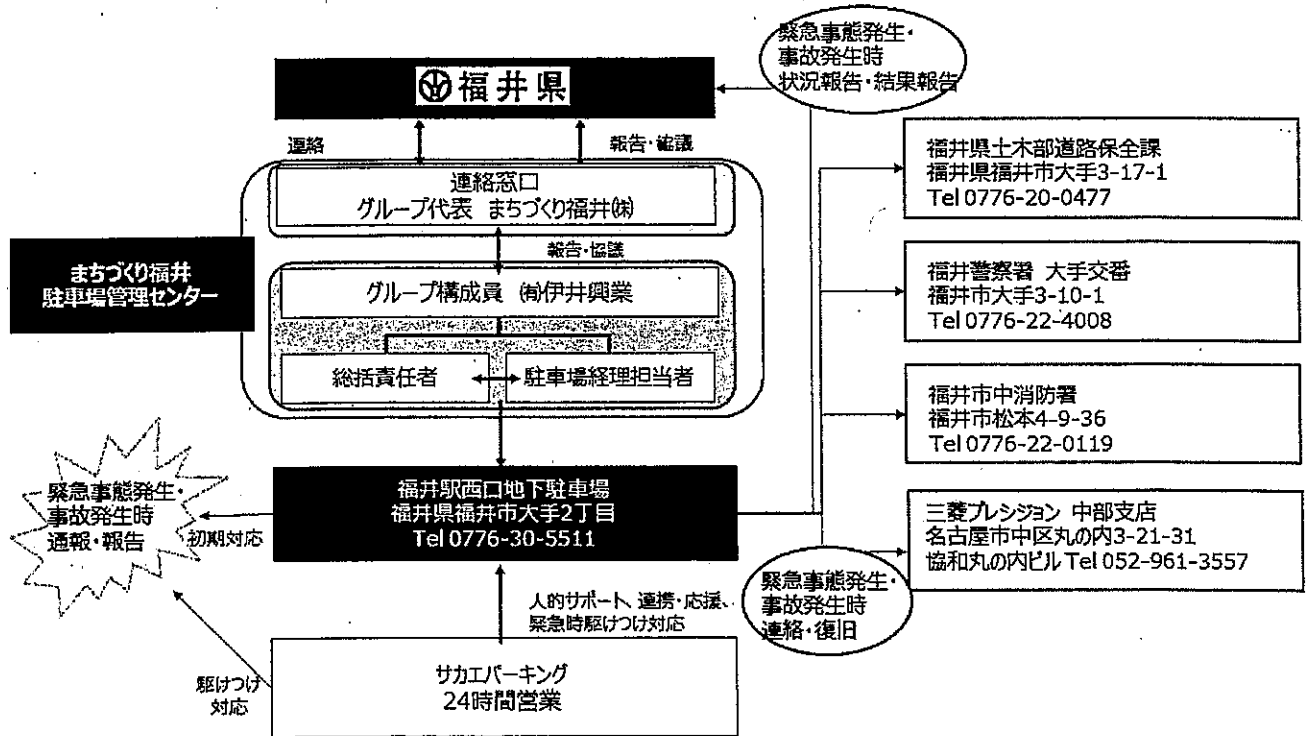 緊急事態発生・
事故発生時
状況報告・結果報告
福井県
連絡
報告・協議
連絡窓口
グループ代表 まちづくり福井㈱
報告・協議
まちづくり福井
駐車場管理センター
グループ構成員 ㈲伊井興業
総括責任者
駐車場経理担当者
福井県土木部道路保全課
福井県福井市大手3-17-1
Tel 0776-20-0477
福井警察署 大手交番
福井市大手3-10-1
Tel 0776-22-4008
福井市中消防署
福井市松本4-9-36
Tel 0776-22-0119
三菱プレシジョン 中部支店
名古屋市中区丸の内3-21-31
協和丸の内ビル Tel 052-961-3557
緊急事態発生・
事故発生時
通報・報告
初期対応
福井駅西口地下駐車場
福井県福井市大手2丁目
Tel 0776-30-5511
緊急事態発生・
事故発生時
連絡・復旧
人的サポート、連携・応援、
緊急時駆けつけ対応
駆けつけ
対応
サカエパーキング
24時間営業